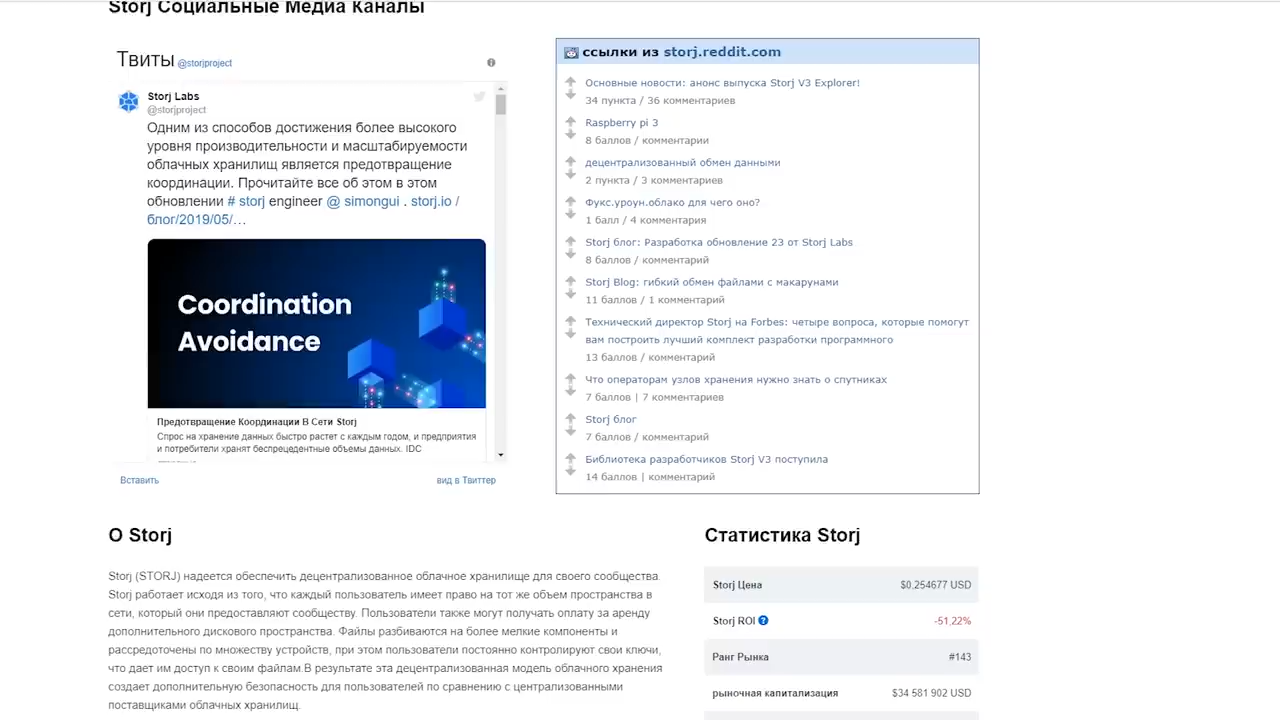 Storj Социальные Медиа Каналы
Твиты @storjproject
Storj Labs
@storjproject
Одним из способов достижения более высокого
уровня производительности и масштабируемости
облачных хранилищ является предотвращение
координации. Прочитайте все об этом в этом
обновлении # storj engineer @ simongui . storj.io /
блог/2019/05/…
Coordination
Avoidance
Предотвращение Координации В Сети Storj
Спрос на хранение данных быстро растет с каждым годом, и предприятия
и потребители хранят беспрецедентные объемы данных. IDC
Вставить
вид в Твиттер
ссылки из storj.reddit.com
Основные новости: анонс выпуска Storj V3 Explorer!
34 пункта / 36 комментариев
Raspberry pi 3
8 баллов / комментарии
децентрализованный обмен данными
2 пункта / 3 комментариев
Фукс.уроун.облако для чего оно?
1 балл / 4 комментария
Storj блог: Разработка обновление 23 от Storj Labs
8 баллов / комментарий
Storj Blog: гибкий обмен файлами с макарунами
11 баллов / 1 комментарий
Технический директор Storj на Forbes: четыре вопроса, которые помогут
вам построить лучший комплект разработки программного
13 баллов / комментарий
Что операторам узлов хранения нужно знать о спутниках
7 баллов | 7 комментариев
Storj блог
7 баллов / комментарий
Библиотека разработчиков Storj V3 поступила
14 баллов | комментарий
О Storj
Storj (STORJ) надеется обеспечить децентрализованное облачное хранилище для своего сообщества.
Storj работает исходя из того, что каждый пользователь имеет право на тот же объем пространства в
сети, который они предоставляют сообществу. Пользователи также могут получать оплату за аренду
дополнительного дискового пространства. Файлы разбиваются на более мелкие компоненты и
рассредоточены по множеству устройств, при этом пользователи постоянно контролируют свои ключи,
что дает им доступ к своим файлам.В результате эта децентрализованная модель облачного хранения
создает дополнительную безопасность для пользователей по сравнению с централизованными
поставщиками облачных хранилищ.
Статистика Storj
Storj Цена $0,254677 USD
Storj ROI ? -51,22%
Ранг Рынка #143
рыночная капитализация $34 581 902 USD